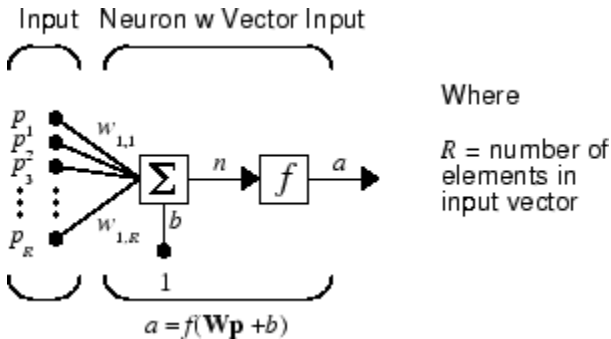 Input Neuron w Vector Input
p1
p2
p3
pR
w1,1
w1,R
Σ
n
f
a
b
1
a = f(Wp +b)
Where
R = number of
elements in
input vector